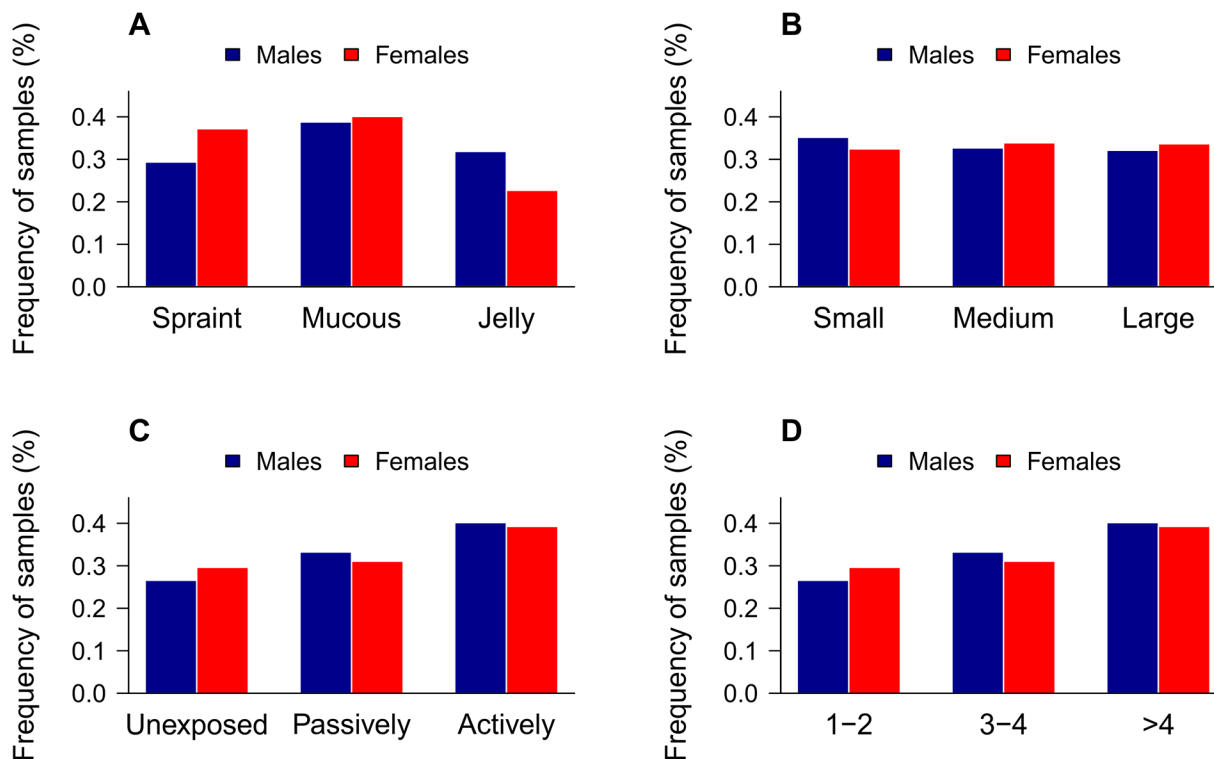 A
Males Females
Frequency of samples (%)
0.4
0.3
0.2
0.1
0.0
Spraint Mucous Jelly
B
Males Females
Frequency of samples (%)
0.4
0.3
0.2
0.1
0.0
Small Medium Large
C
Males Females
Frequency of samples (%)
0.4
0.3
0.2
0.1
0.0
Unexposed Passively Actively
D
Males Females
Frequency of samples (%)
0.4
0.3
0.2
0.1
0.0
1−2 3−4 >4